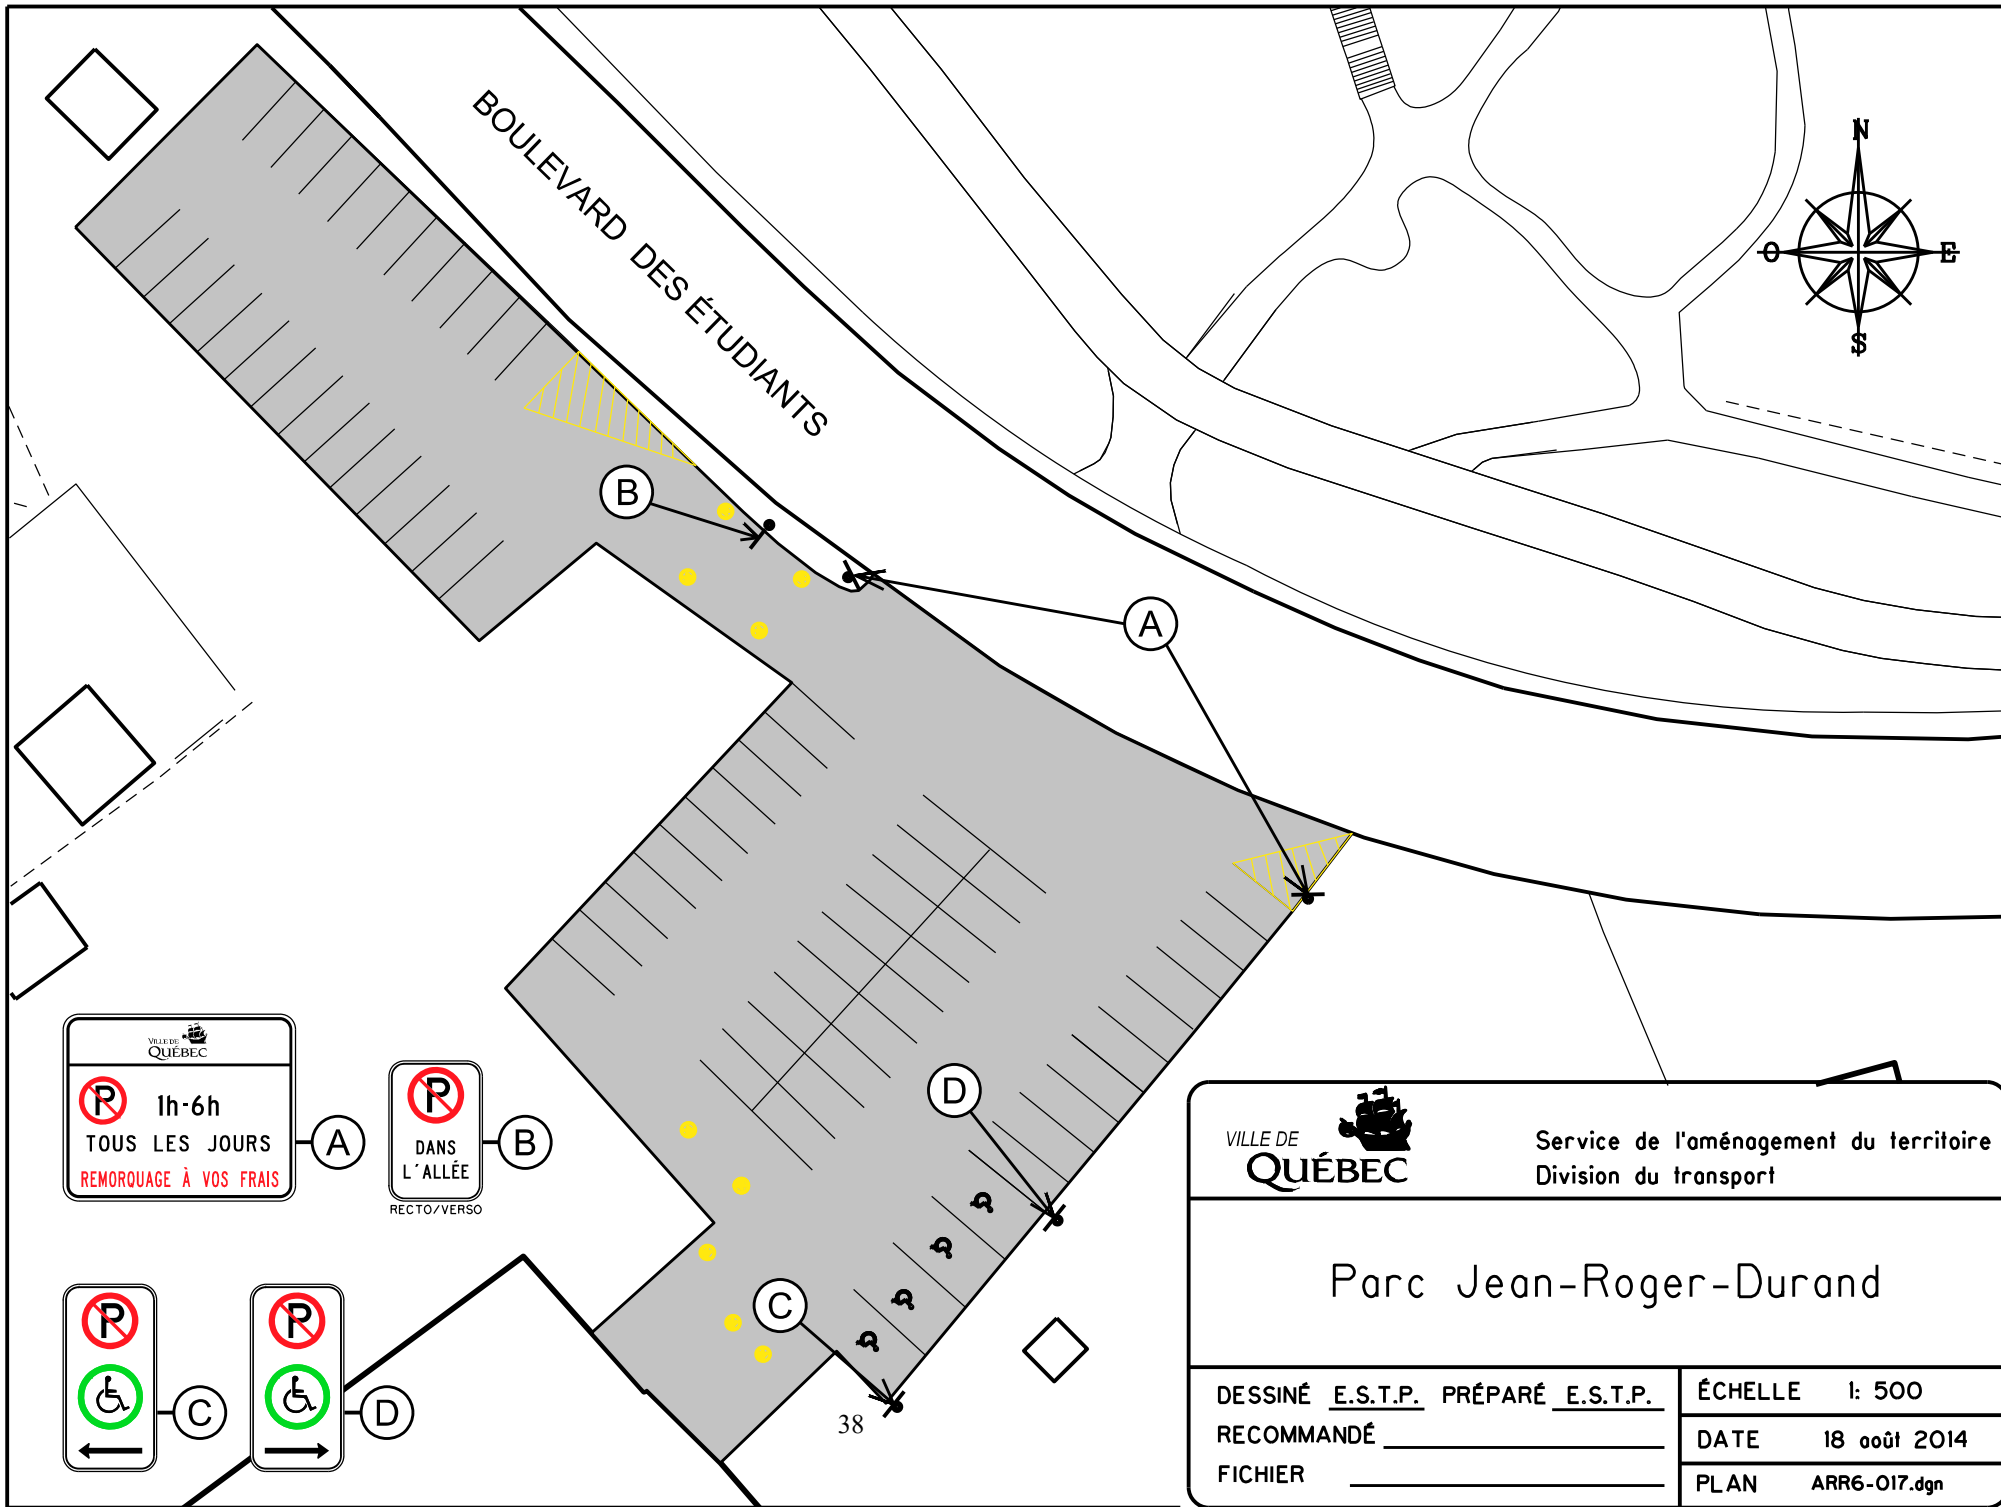 BOULEVARD DES ÉTUDIANTS
N
O
E
S
B
A
D
C
VILLE DE
QUÉBEC
P
1h-6h
TOUS LES JOURS
REMORQUAGE À VOS FRAIS
A
P
DANS
L'ALLÉE
RECTO/VERSO
B
P
C
P
D
38
VILLE DE
QUÉBEC
Service de l'aménagement du territoire
Division du transport
Parc Jean-Roger-Durand
DESSINÉ E.S.T.P. PRÉPARÉ E.S.T.P.
RECOMMANDÉ
FICHIER
ÉCHELLE 1: 500
DATE 18 août 2014
PLAN ARR6-017.dgn